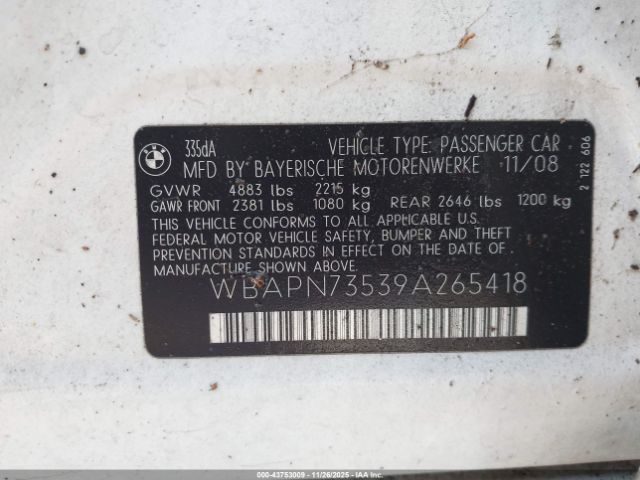 BMW
335dA VEHICLE TYPE: PASSENGER CAR
MFD BY BAYERISCHE MOTORENWERKE 11/08
GVWR 4883 lbs 2215 kg
GAWR FRONT 2381 lbs 1080 kg REAR 2646 lbs 1200 kg
THIS VEHICLE CONFORMS TO ALL APPLICABLE U.S.
FEDERAL MOTOR VEHICLE SAFETY, BUMPER AND THEFT
PREVENTION STANDARDS IN EFFECT ON THE DATE OF
MANUFACTURE SHOWN ABOVE.
WBAPN73539A265418
2 122 606
000-43753009 | 11/26/2025 - IAAI.COM